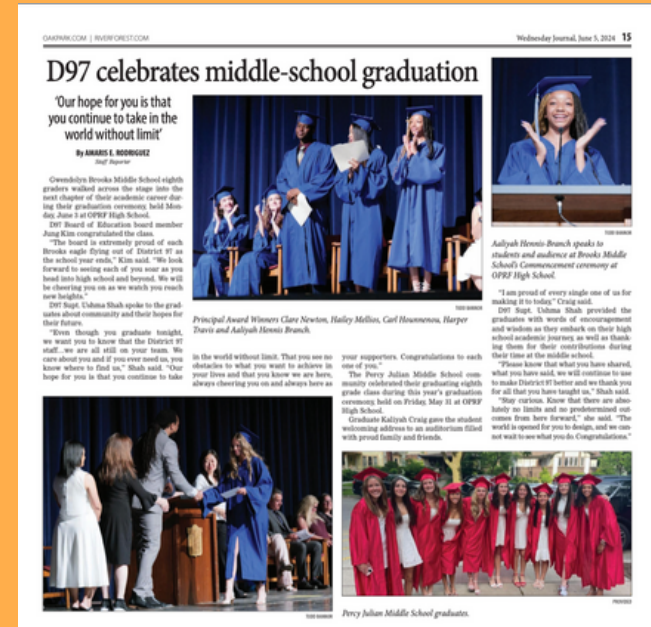 OAKPARK.COM | RIVERFOREST.COM
Wednesday Journal, June 5, 2024 15
D97 celebrates middle-school graduation
‘Our hope for you is that
you continue to take in the
world without limit’
By AMARIS E. RODRIGUEZ
Staff Reporter
Gwendolyn Brooks Middle School eighth
graders walked across the stage into the
next chapter of their academic career dur-
ing their graduation ceremony, held Mon-
day, June 3 at OPRF High School.
D97 Board of Education board member
Jung Kim congratulated the class.
“The board is extremely proud of each
Brooks eagle flying out of District 97 as
the school year ends,” Kim said. “We look
forward to seeing each of you soar as you
head into high school and beyond. We will
be cheering you on as we watch you reach
new heights.”
D97 Supt. Ushma Shah spoke to the grad-
uates about community and their hopes for
their future.
“Even though you graduate tonight,
we want you to know that the District 97
staff...we are all still on your team. We
care about you and if you ever need us, you
know where to find us,” Shah said. “Our
hope for you is that you continue to take
TODD BANNOR
Principal Award Winners Clare Newton, Hailey Mellios, Carl Hounnenou, Harper
Travis and Aaliyah Hennis Branch.
in the world without limit. That you see no
obstacles to what you want to achieve in
your lives and that you know we are here,
always cheering you on and always here as
your supporters. Congratulations to each
one of you.”
The Percy Julian Middle School com-
munity celebrated their graduating eighth
grade class during this year’s graduation
ceremony, held on Friday, May 31 at OPRF
High School.
Graduate Kaliyah Craig gave the student
welcoming address to an auditorium filled
with proud family and friends.
TODD BANNOR
Aaliyah Hennis-Branch speaks to
students and audience at Brooks Middle
School’s Commencement ceremony at
OPRF High School.
“I am proud of every single one of us for
making it to today,” Craig said.
D97 Supt. Ushma Shah provided the
graduates with words of encouragement
and wisdom as they embark on their high
school academic journey, as well as thank-
ing them for their contributions during
their time at the middle school.
“Please know that what you have shared,
what you have said, we will continue to use
to make District 97 better and we thank you
for all that you have taught us,” Shah said.
“Stay curious. Know that there are abso-
lutely no limits and no predetermined out-
comes from here forward,” she said. “The
world is opened for you to design, and we can
not wait to see what you do. Congratulations.”
TODD BANNOR
PROVIDED
Percy Julian Middle School graduates.